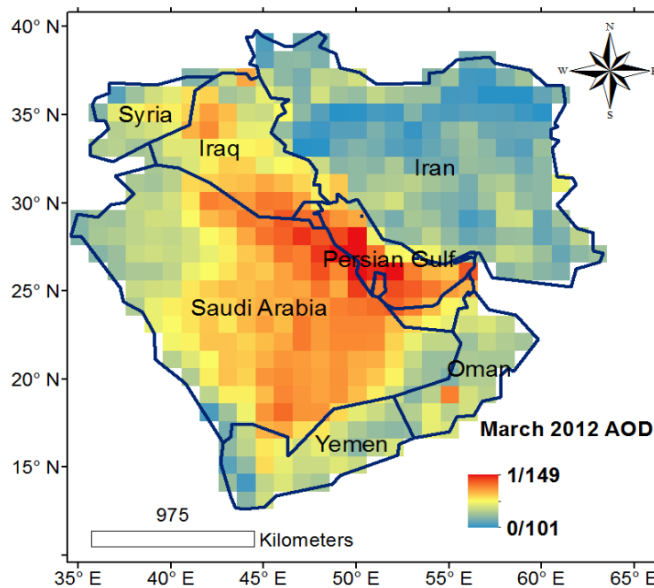 40° N
35° N
30° N
25° N
20° N
15° N
N
W
E
S
Syria
Iraq
Iran
Persian Gulf
Saudi Arabia
Oman
Yemen
March 2012 AOD
1/149
0/101
975
Kilometers
35° E 40° E 45° E 50° E 55° E 60° E 65° E